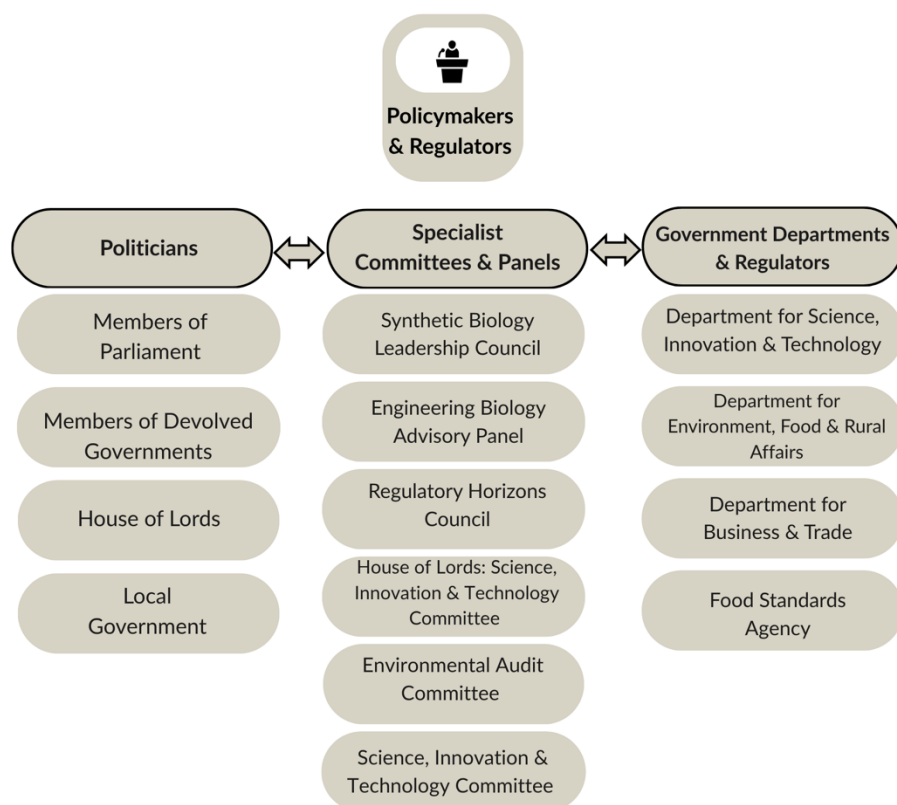 Policymakers
& Regulators
Politicians
Members of
Parliament
Members of Devolved
Governments
House of Lords
Local
Government
Specialist
Committees & Panels
Synthetic Biology
Leadership Council
Engineering Biology
Advisory Panel
Regulatory Horizons
Council
House of Lords: Science,
Innovation & Technology
Committee
Environmental Audit
Committee
Science, Innovation &
Technology Committee
Government Departments
& Regulators
Department for Science,
Innovation & Technology
Department for
Environment, Food & Rural
Affairs
Department for
Business & Trade
Food Standards
Agency